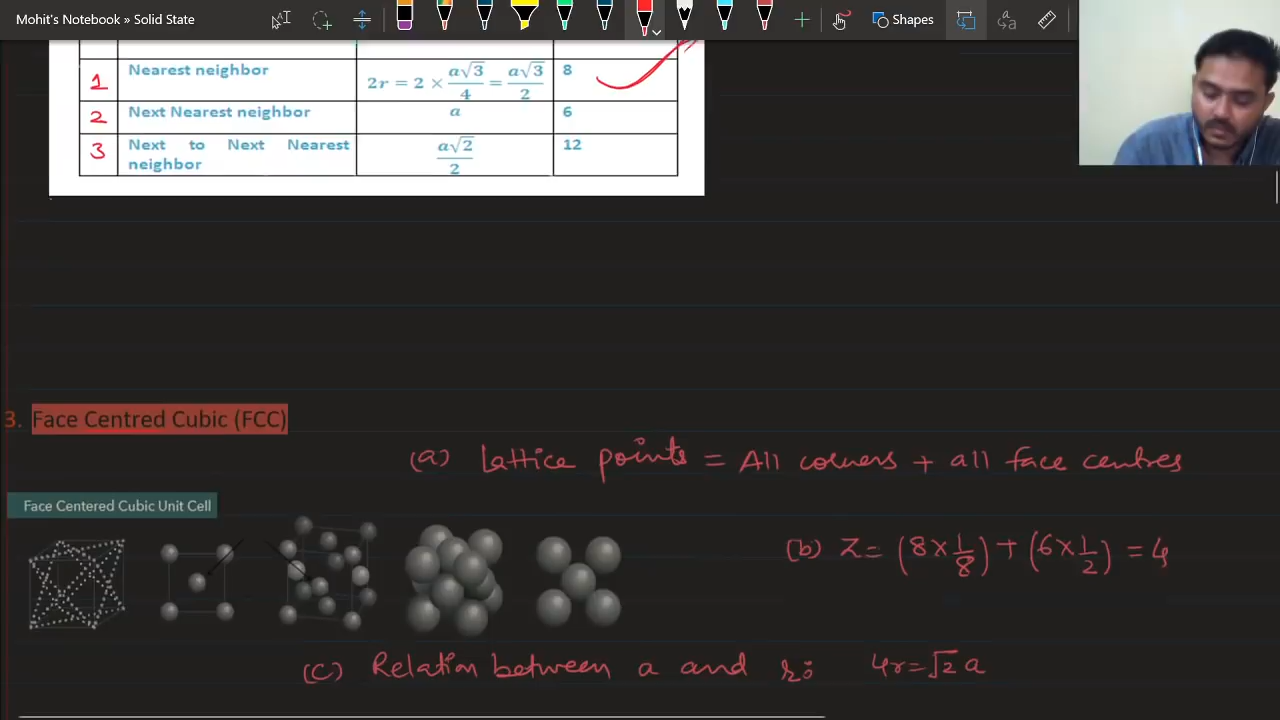 Mohit's Notebook » Solid State
Shapes
1 Nearest neighbor 2r = 2 × a√3/4 = a√3/2 8
2 Next Nearest neighbor a 6
3 Next to Next Nearest neighbor a√2/2 12
3. Face Centred Cubic (FCC)
(a) Lattice points = All corners + all face centres
Face Centered Cubic Unit Cell
(b) Z = (8×1/8) + (6×1/2) = 4
(c) Relation between a and r: 4r = √2 a